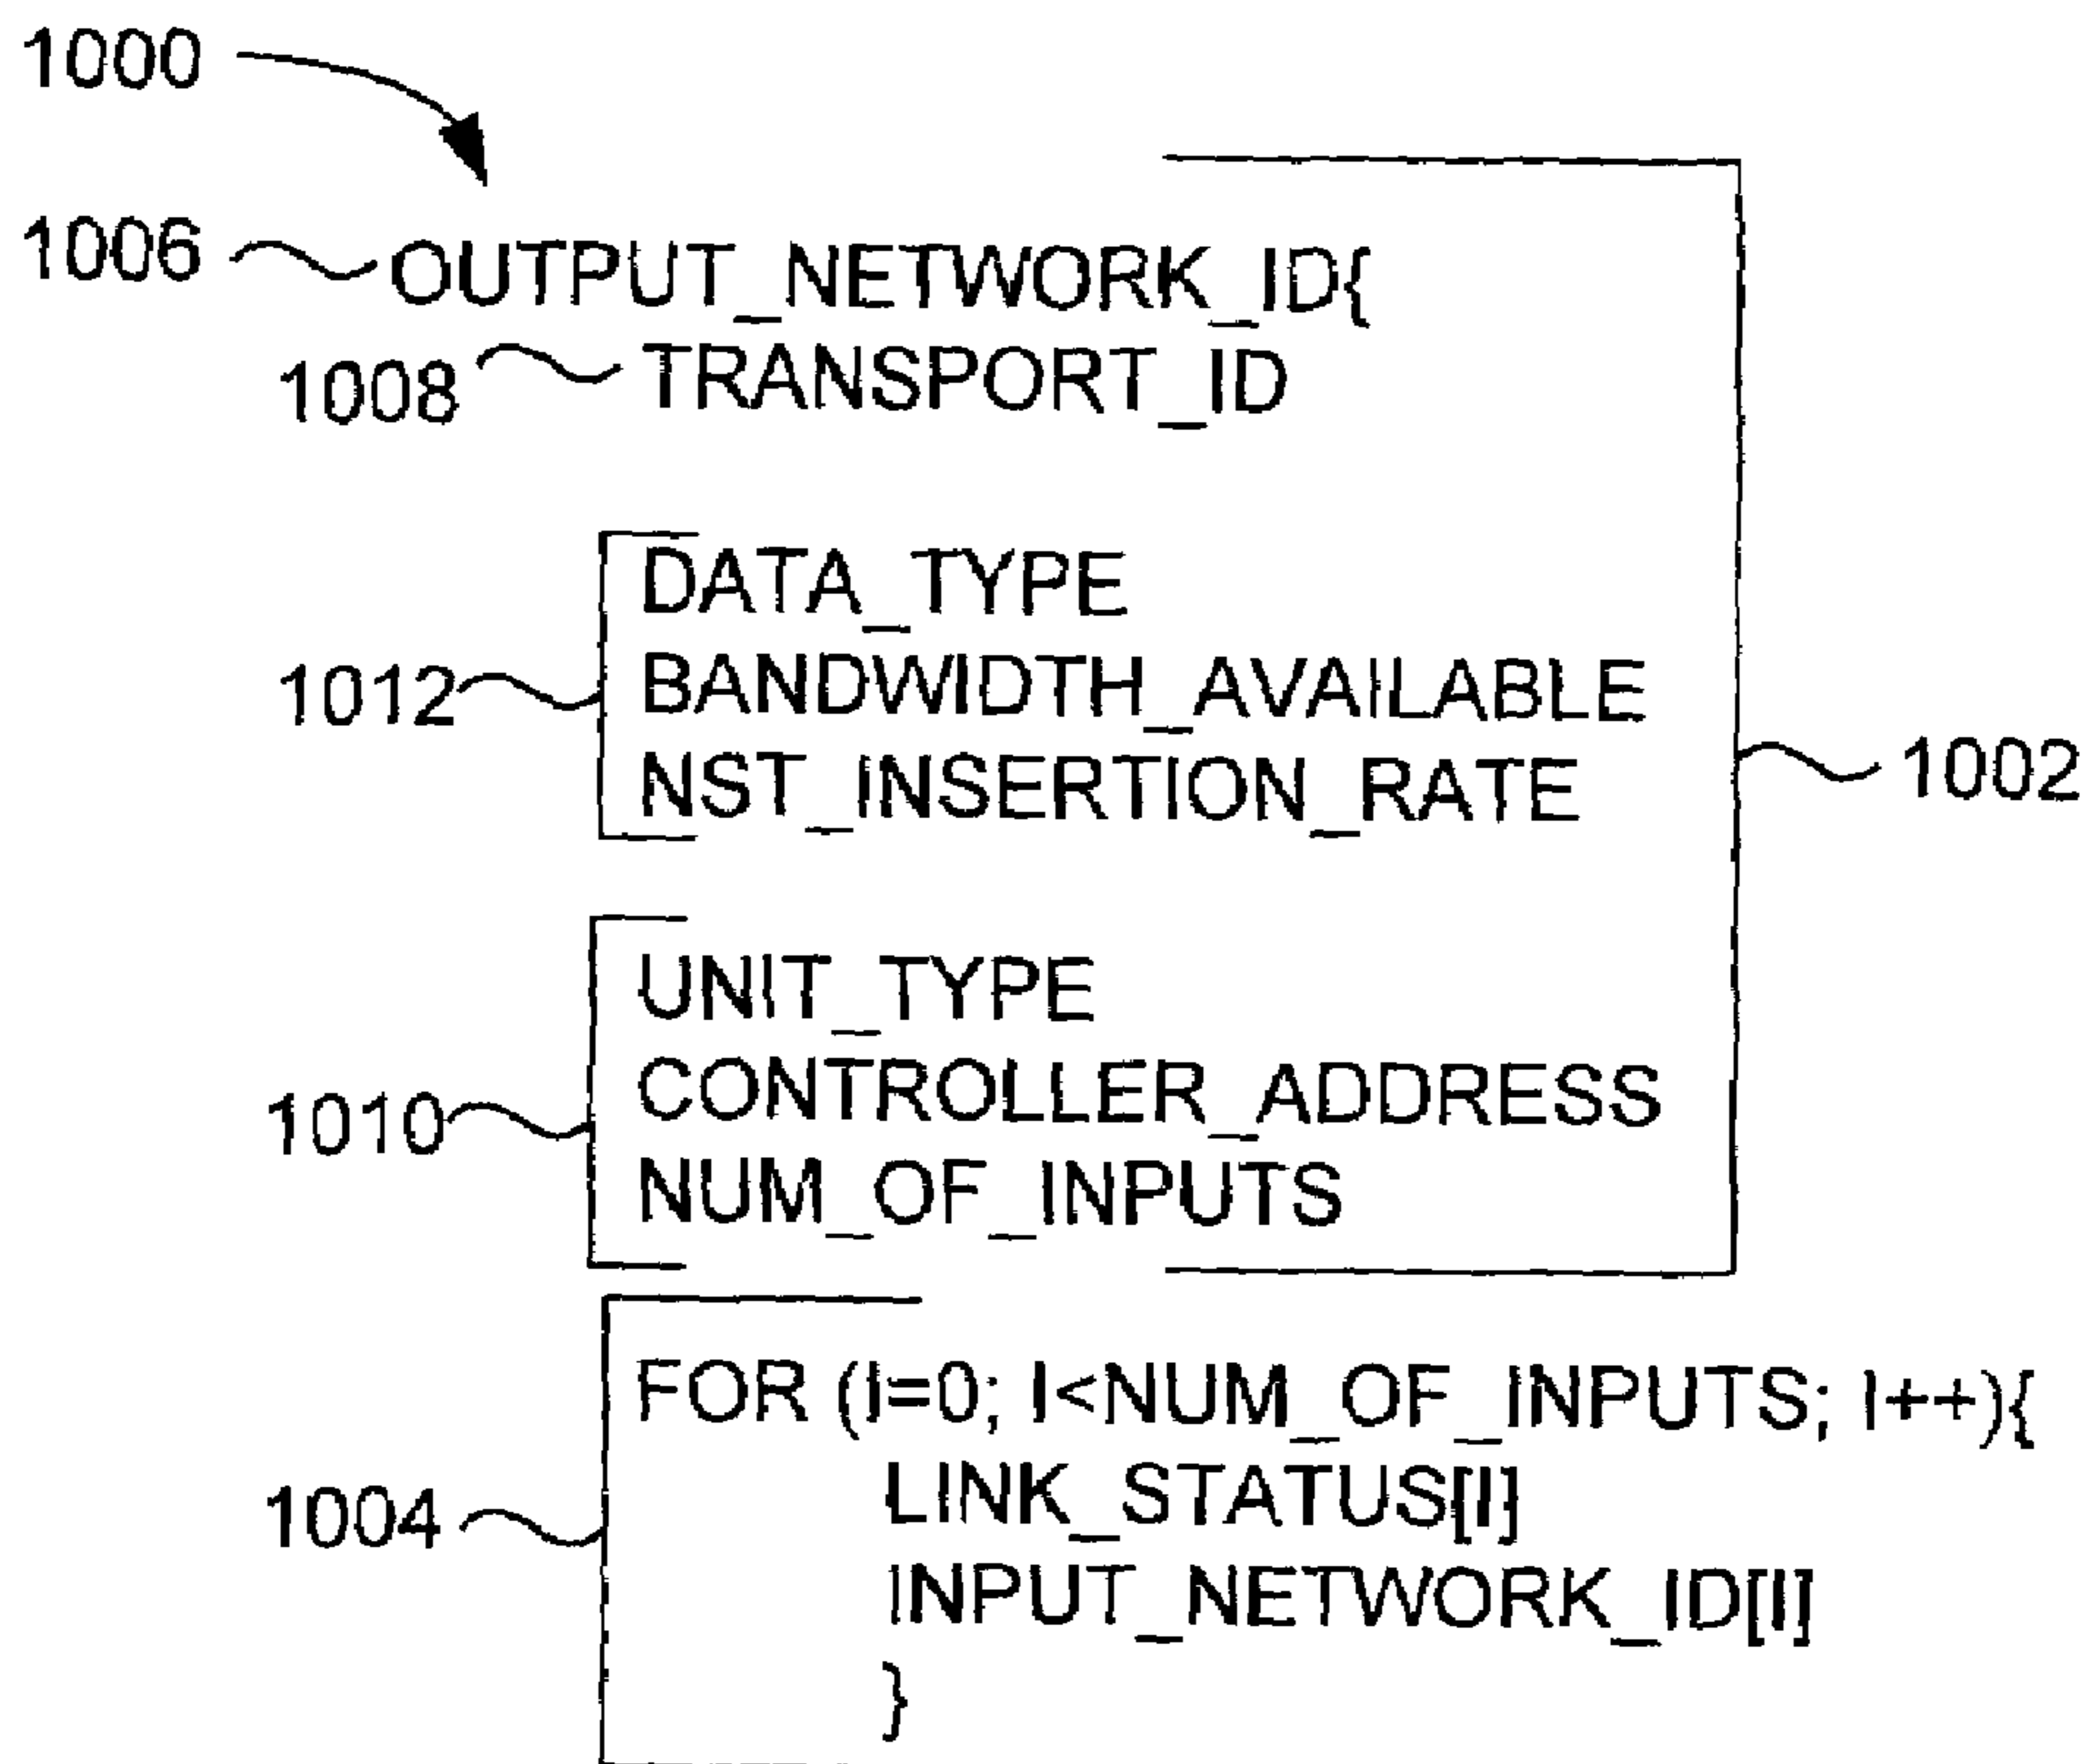 1000
1006 OUTPUT_NETWORK_ID{
1008 TRANSPORT_ID
DATA_TYPE
1012 BANDWIDTH_AVAILABLE
NST_INSERTION_RATE
1002
UNIT_TYPE
1010 CONTROLLER_ADDRESS
NUM_OF_INPUTS
FOR (I=0; I<NUM_OF_INPUTS; I++){
1004 LINK_STATUS[I]
INPUT_NETWORK_ID[I]
}